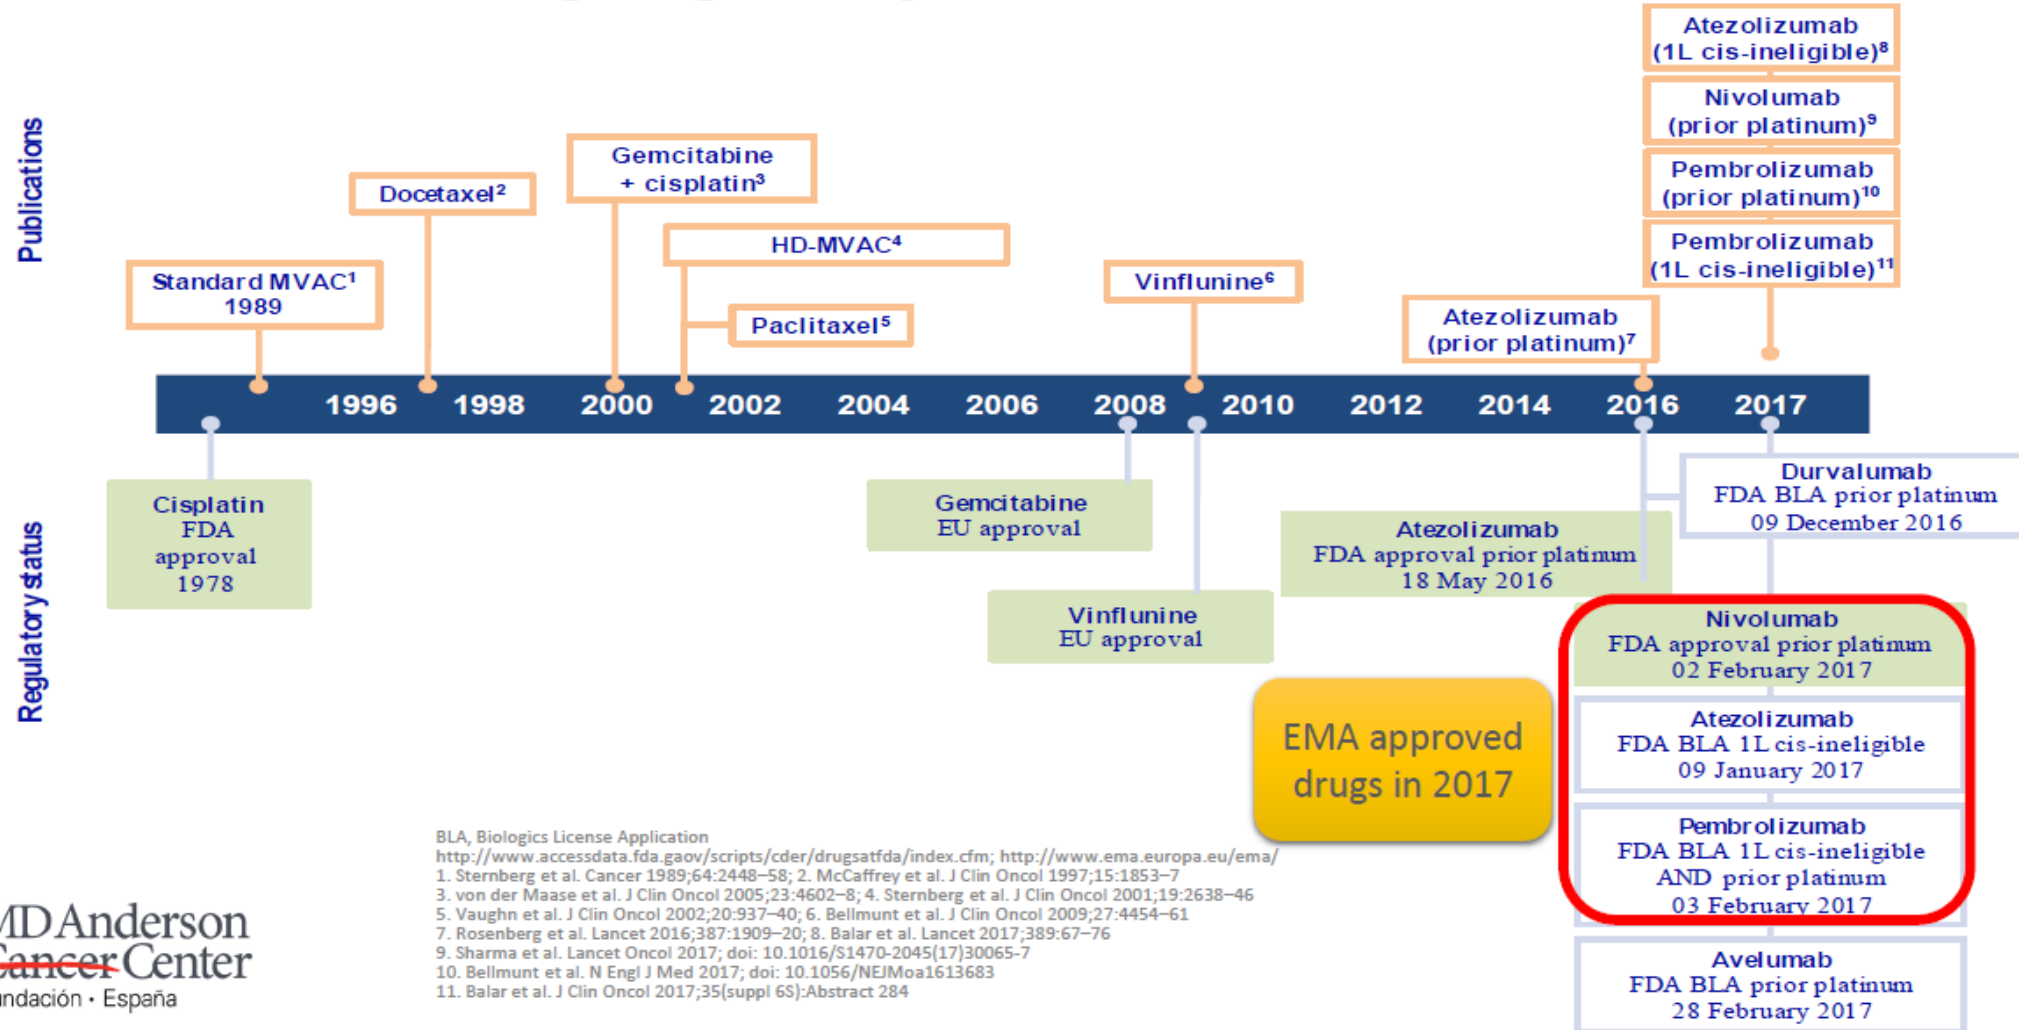 Publications
Atezolizumab
(1L cis-ineligible)⁸
Nivolumab
(prior platinum)⁹
Pembrolizumab
(prior platinum)¹⁰
Pembrolizumab
(1L cis-ineligible)¹¹
Gemcitabine
+ cisplatin³
Docetaxel²
HD-MVAC⁴
Standard MVAC¹
1989
Vinflunine⁶
Paclitaxel⁵
Atezolizumab
(prior platinum)⁷
1996 1998 2000 2002 2004 2006 2008 2010 2012 2014 2016 2017
Regulatory status
Cisplatin
FDA
approval
1978
Gemcitabine
EU approval
Vinflunine
EU approval
Atezolizumab
FDA approval prior platinum
18 May 2016
Durvalumab
FDA BLA prior platinum
09 December 2016
Nivolumab
FDA approval prior platinum
02 February 2017
Atezolizumab
FDA BLA 1L cis-ineligible
09 January 2017
Pembrolizumab
FDA BLA 1L cis-ineligible
AND prior platinum
03 February 2017
Avelumab
FDA BLA prior platinum
28 February 2017
EMA approved
drugs in 2017
BLA, Biologics License Application
http://www.accessdata.fda.gaov/scripts/cder/drugsatfda/index.cfm; http://www.ema.europa.eu/ema/
1. Sternberg et al. Cancer 1989;64:2448–58; 2. McCaffrey et al. J Clin Oncol 1997;15:1853–7
3. von der Maase et al. J Clin Oncol 2005;23:4602–8; 4. Sternberg et al. J Clin Oncol 2001;19:2638–46
5. Vaughn et al. J Clin Oncol 2002;20:937–40; 6. Bellmunt et al. J Clin Oncol 2009;27:4454–61
7. Rosenberg et al. Lancet 2016;387:1909–20; 8. Balar et al. Lancet 2017;389:67–76
9. Sharma et al. Lancet Oncol 2017; doi: 10.1016/S1470-2045(17)30065-7
10. Bellmunt et al. N Engl J Med 2017; doi: 10.1056/NEJMoa1613683
11. Balar et al. J Clin Oncol 2017;35(suppl 6S):Abstract 284
MD Anderson
Cancer Center
undación · España